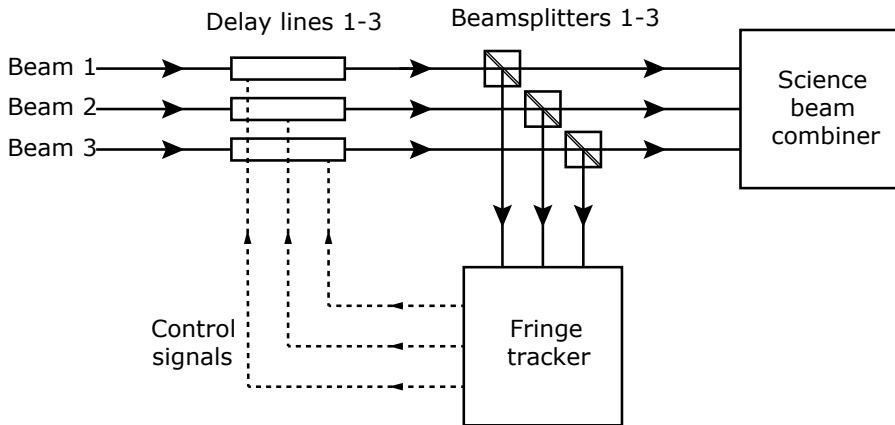 Delay lines 1-3
Beamsplitters 1-3
Beam 1
Beam 2
Beam 3
Science
beam
combiner
Control
signals
Fringe
tracker